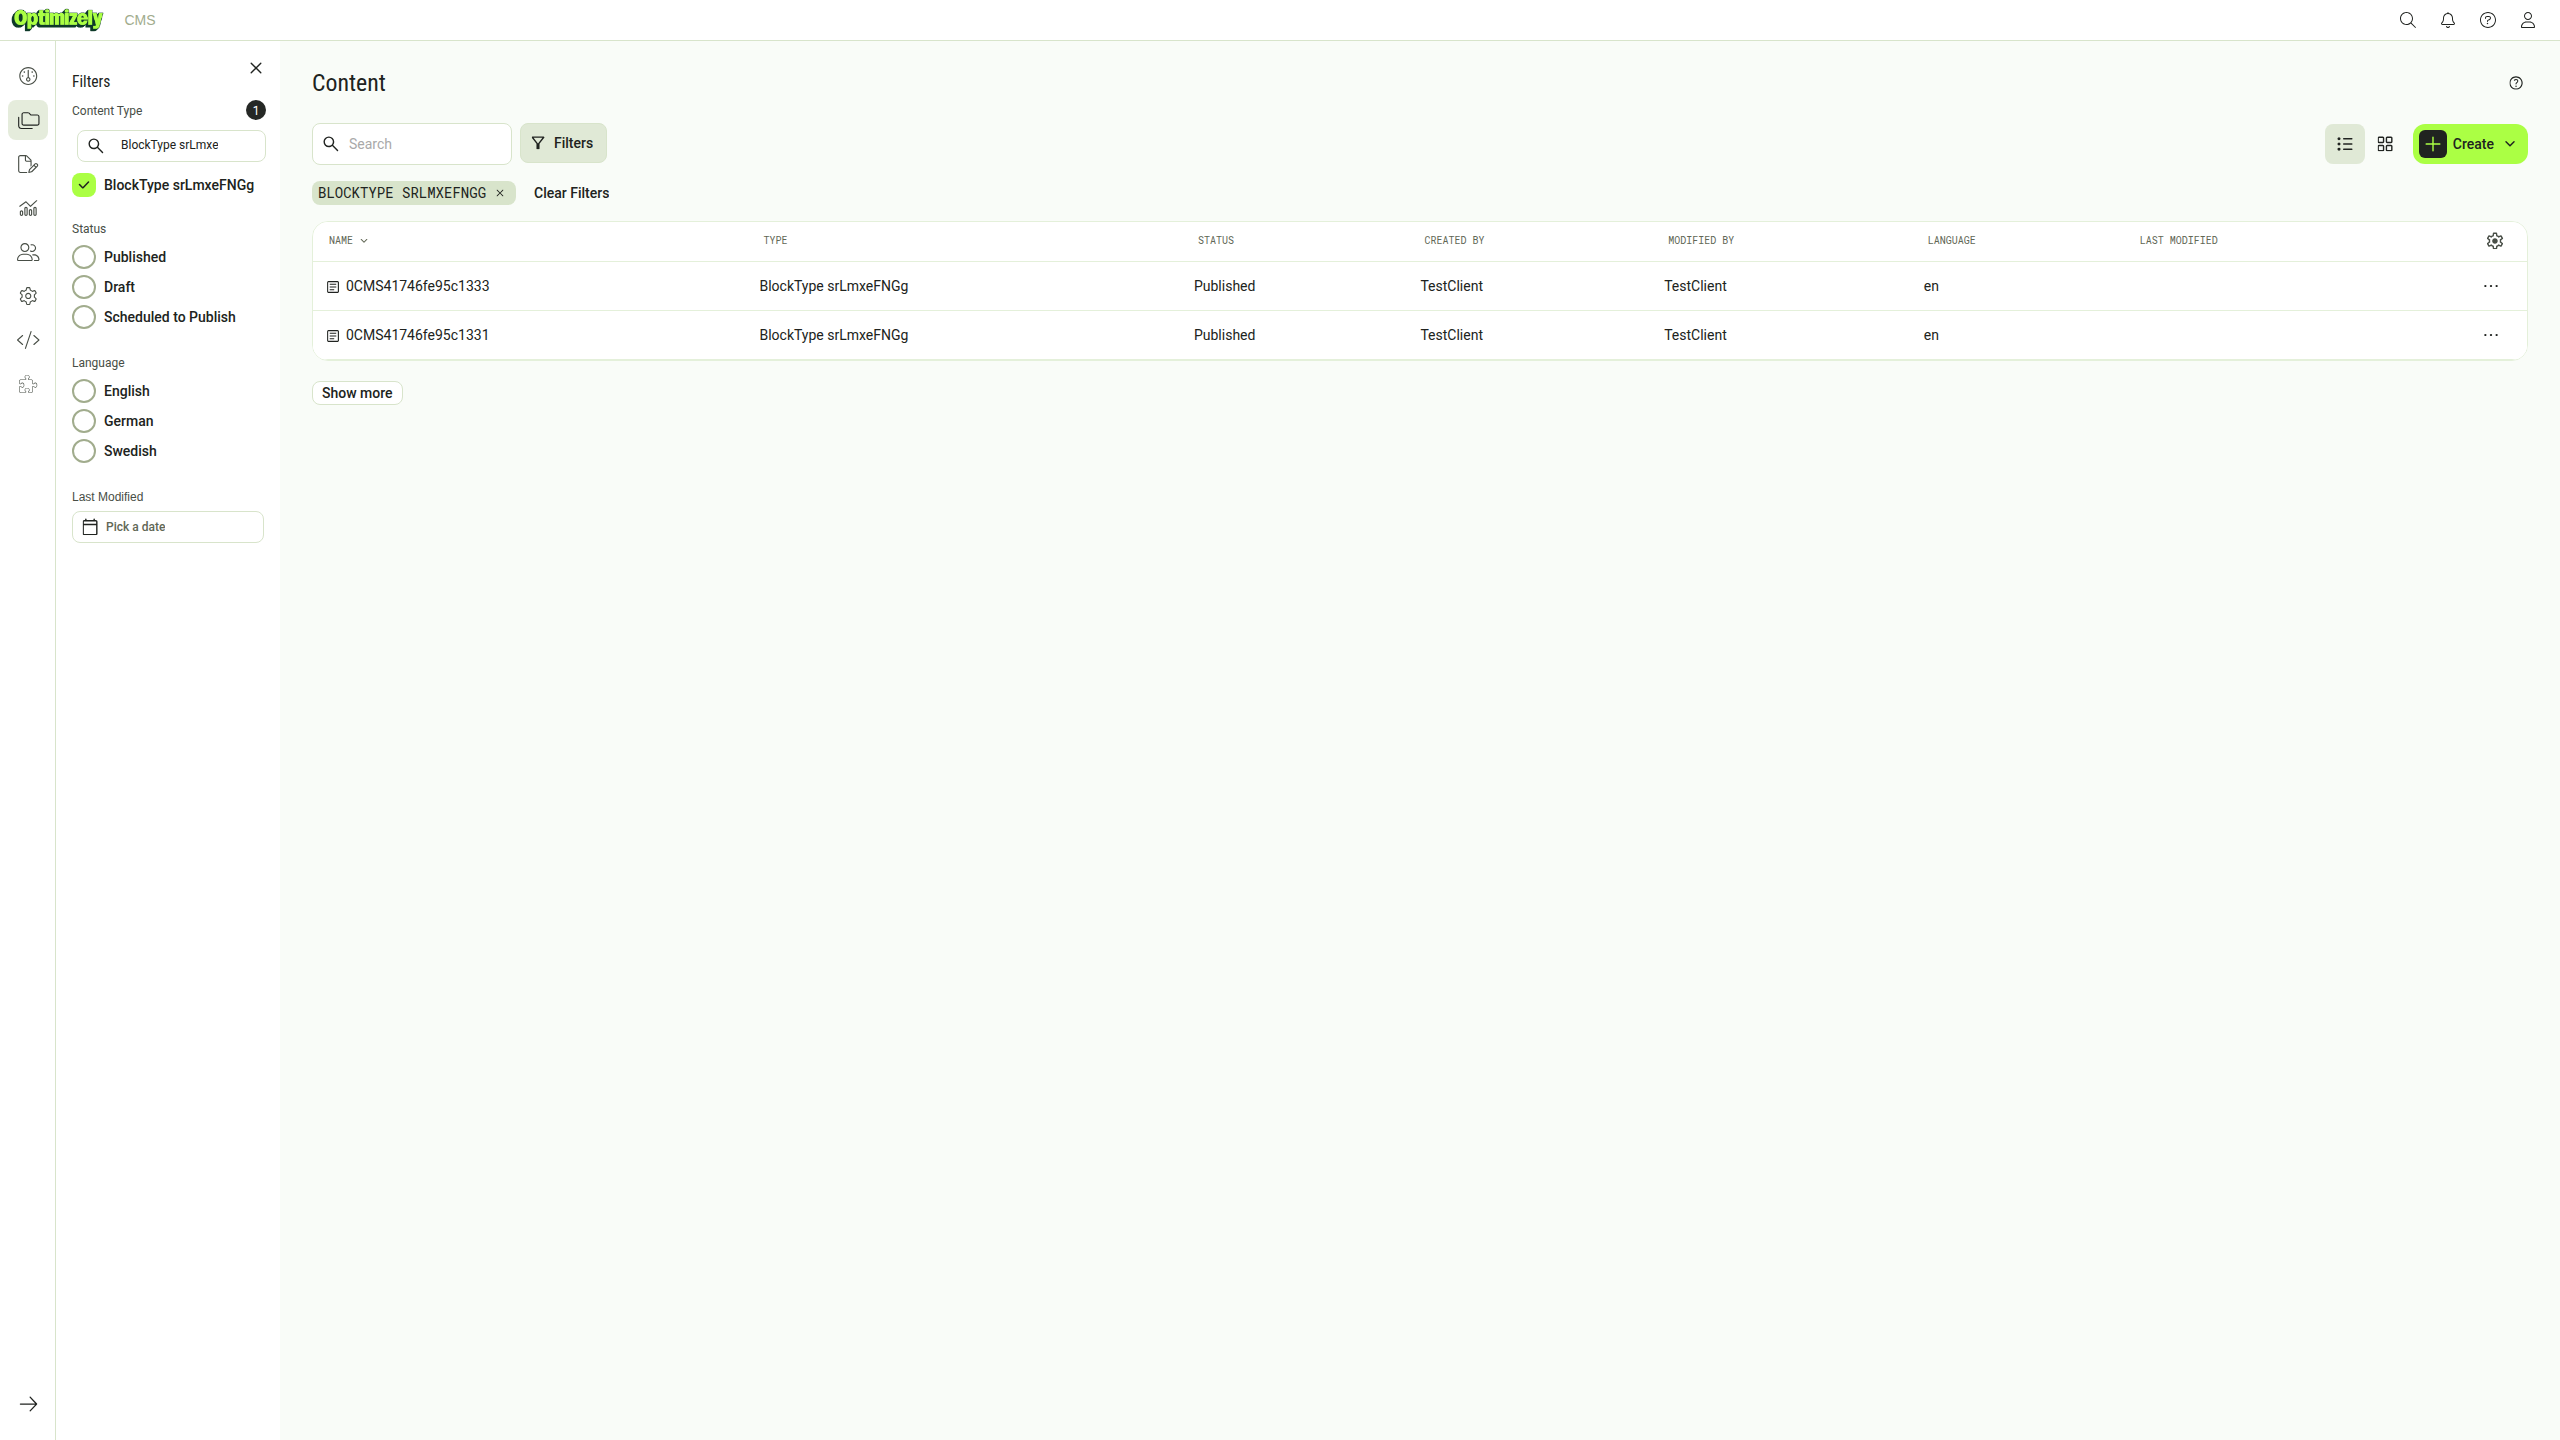 Optimizely CMS
Filters
Content Type 1
BlockType srLmxe
BlockType srLmxeFNGg
Status
Published
Draft
Scheduled to Publish
Language
English
German
Swedish
Last Modified
Pick a date
Content
Search Filters Create
BLOCKTYPE SRLMXEFNGG × Clear Filters
NAME TYPE STATUS CREATED BY MODIFIED BY LANGUAGE LAST MODIFIED
0CMS41746fe95c1333 BlockType srLmxeFNGg Published TestClient TestClient en
0CMS41746fe95c1331 BlockType srLmxeFNGg Published TestClient TestClient en
Show more